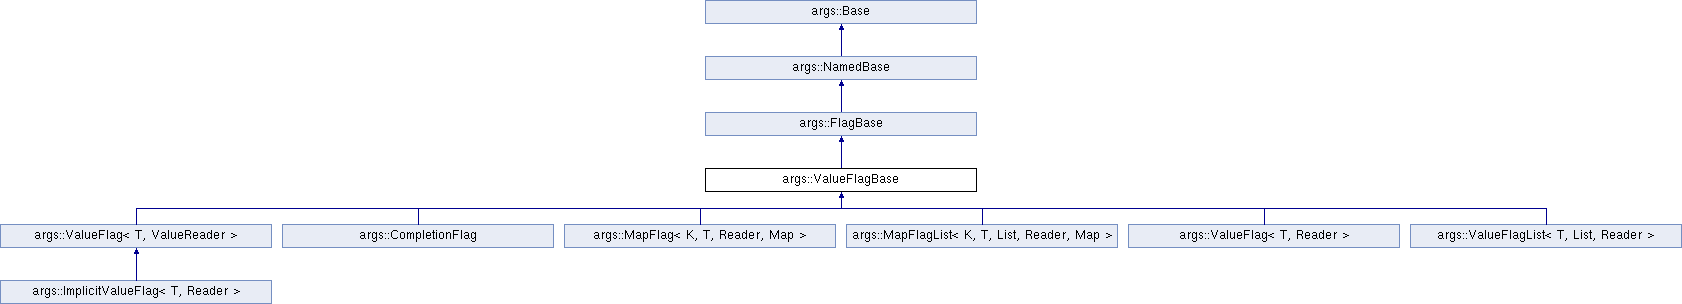 args::Base
args::NamedBase
args::FlagBase
args::ValueFlagBase
args::ValueFlag< T, ValueReader >
args::CompletionFlag
args::MapFlag< K, T, Reader, Map >
args::MapFlagList< K, T, List, Reader, Map >
args::ValueFlag< T, Reader >
args::ValueFlagList< T, List, Reader >
args::ImplicitValueFlag< T, Reader >